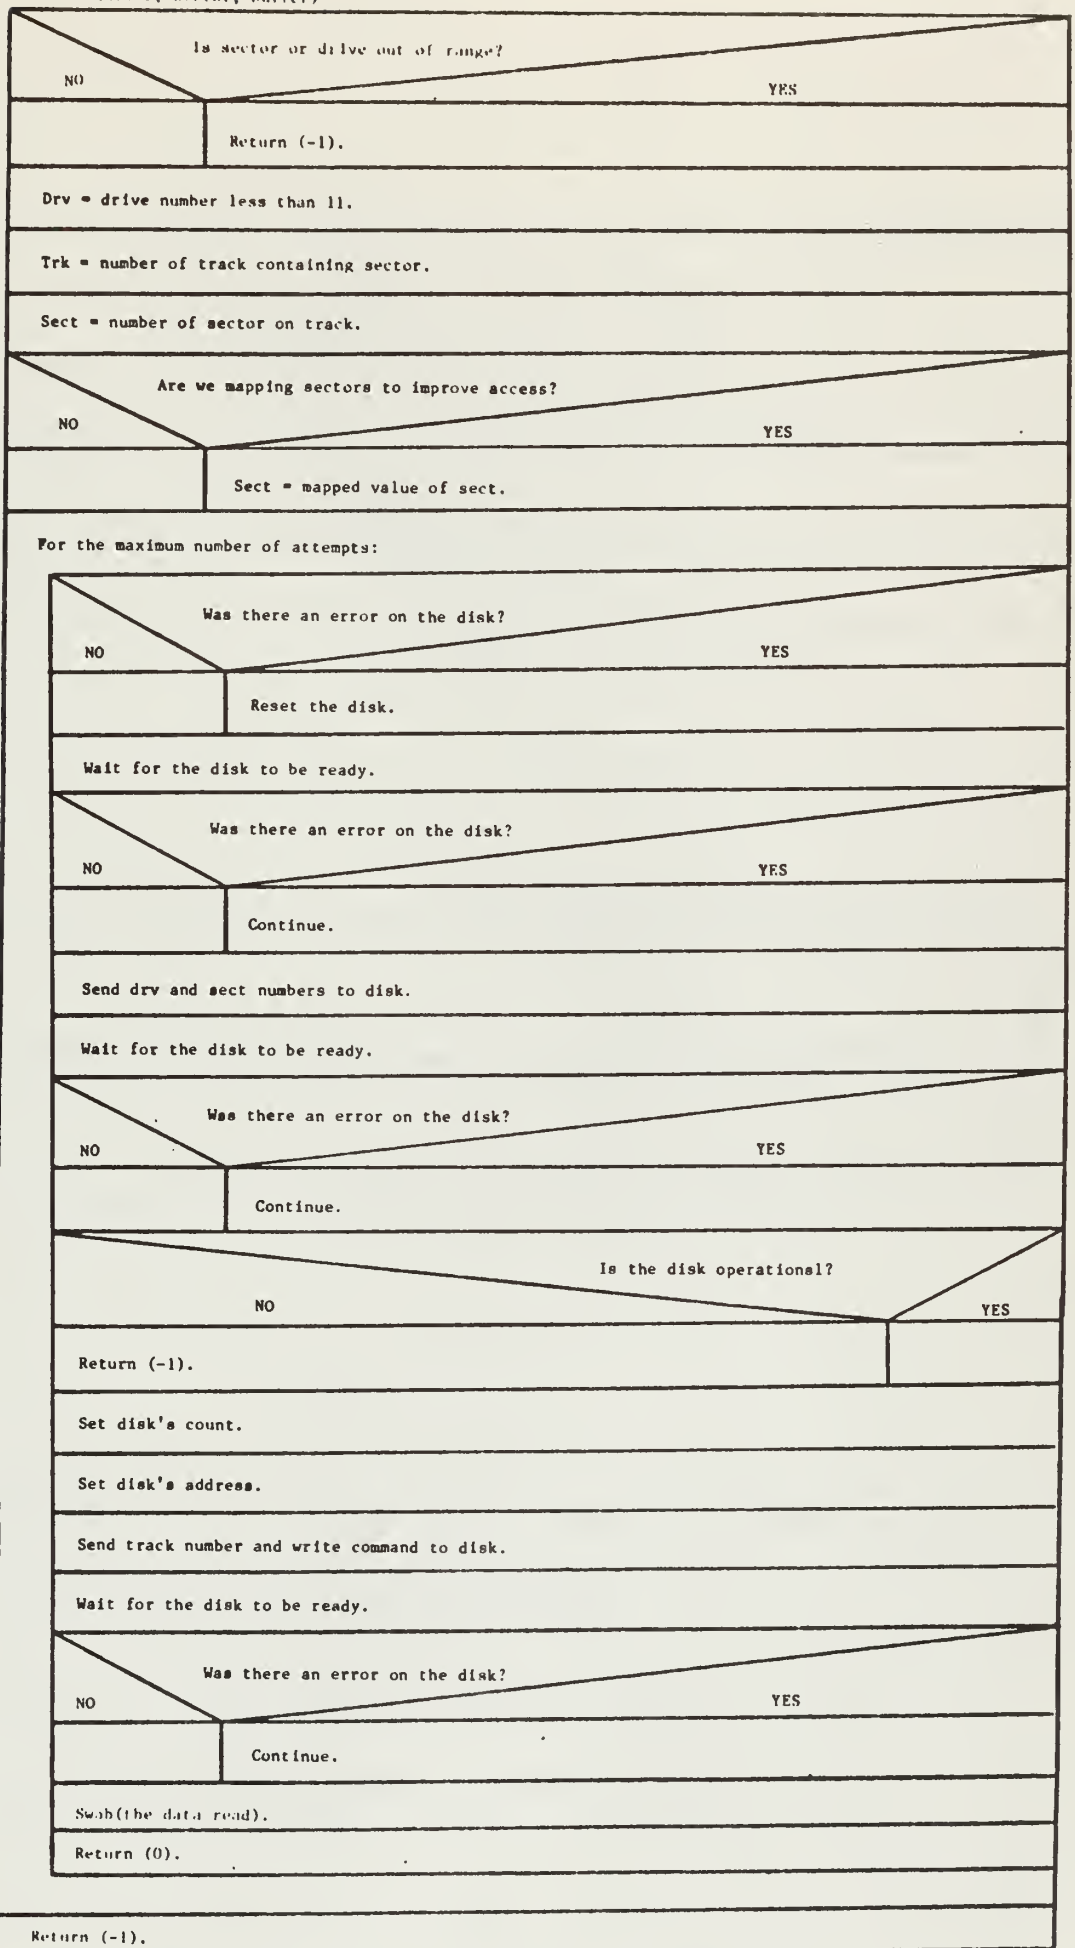 Is sector or drive out of range?
NO
YES
Return (-1).
Drv = drive number less than 11.
Trk = number of track containing sector.
Sect = number of sector on track.
Are we mapping sectors to improve access?
NO
YES
Sect = mapped value of sect.
For the maximum number of attempts:
Was there an error on the disk?
NO
YES
Reset the disk.
Wait for the disk to be ready.
Was there an error on the disk?
NO
YES
Continue.
Send drv and sect numbers to disk.
Wait for the disk to be ready.
Was there an error on the disk?
NO
YES
Continue.
Is the disk operational?
NO
YES
Return (-1).
Set disk's count.
Set disk's address.
Send track number and write command to disk.
Wait for the disk to be ready.
Was there an error on the disk?
NO
YES
Continue.
Swab(the data read).
Return (0).
Return (-1).